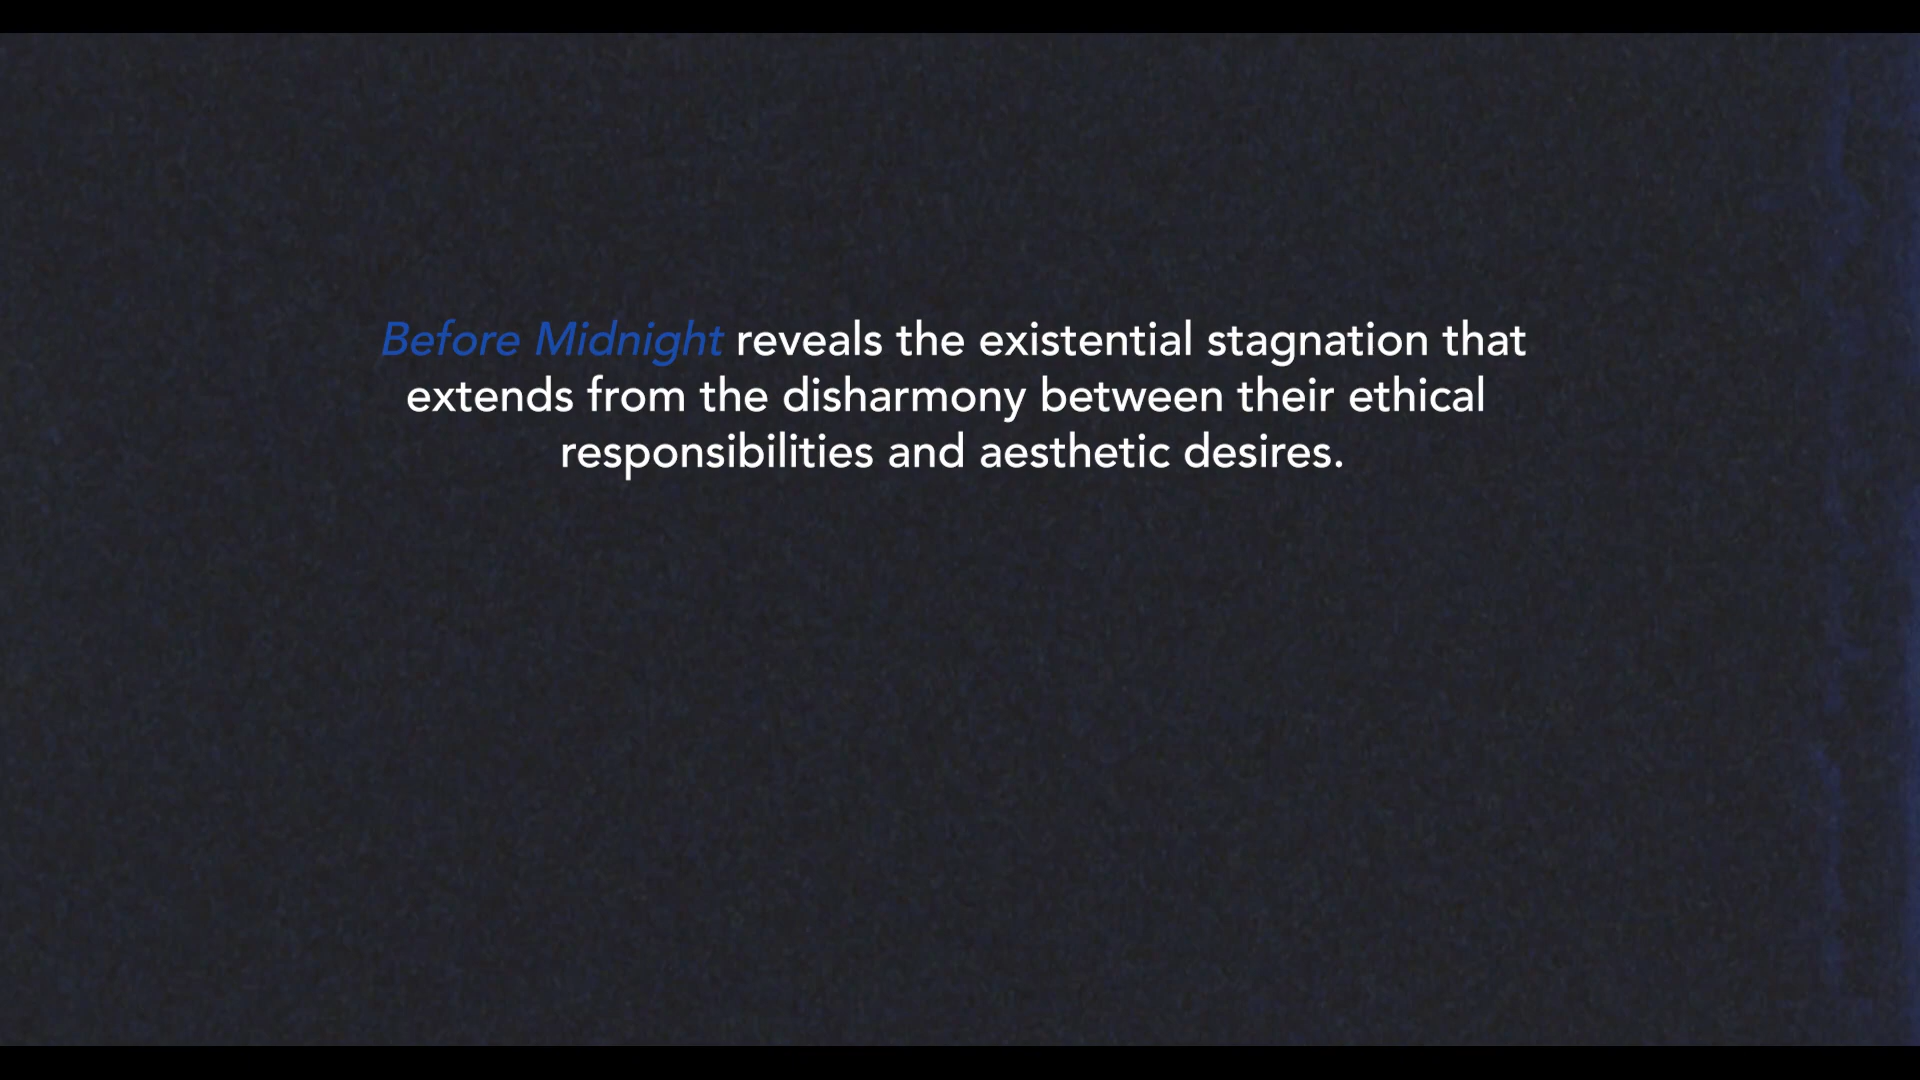 Before Midnight reveals the existential stagnation that
extends from the disharmony between their ethical
responsibilities and aesthetic desires.